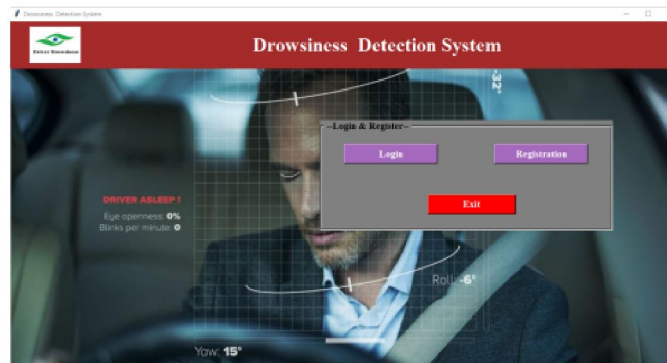 Drowsiness Detection System
Drowsiness Detection System
-32°
--Login & Register--
Login
Registration
Exit
DRIVER ASLEEP !
Eye openness: 0%
Blinks per minute: 0
Roll: -6°
Yaw: 15°